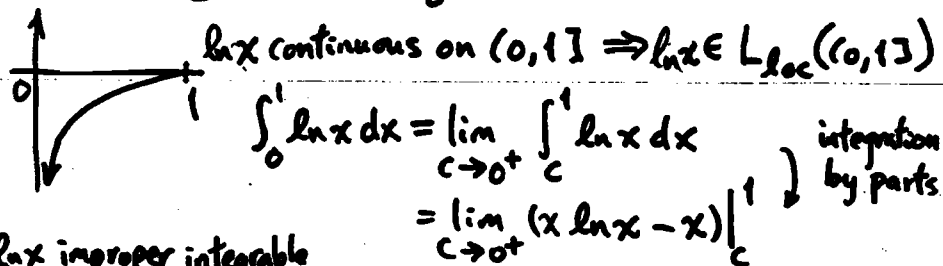 ln x continuous on (0,1] ⇒ ln x ∈ L_loc((0,1])
0 1
∫_0^1 ln x dx = lim_{c→0⁺} ∫_c^1 ln x dx
integration
by parts
= lim_{c→0⁺} (x ln x − x)|_c^1
ln x improper integrable